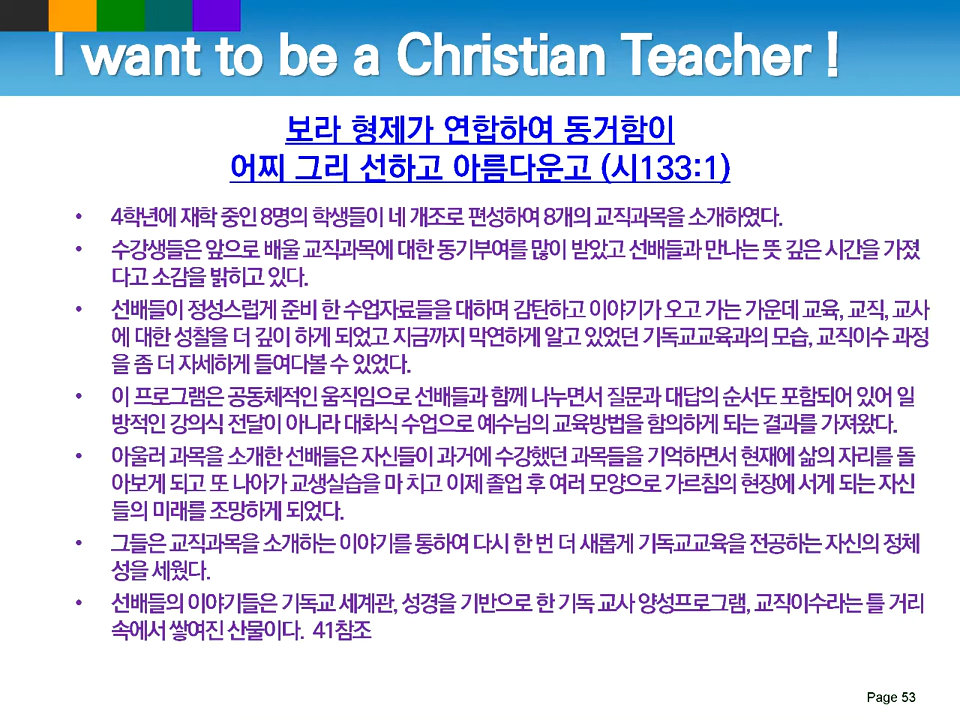 I want to be a Christian Teacher !
보라 형제가 연합하여 동거함이
어찌 그리 선하고 아름다운고 (시133:1)
• 4학년에 재학 중인 8명의 학생들이 네 개조로 편성하여 8개의 교직과목을 소개하였다.
• 수강생들은 앞으로 배울 교직과목에 대한 동기부여를 많이 받았고 선배들과 만나는 뜻 깊은 시간을 가졌
다고 소감을 밝히고 있다.
• 선배들이 정성스럽게 준비 한 수업자료들을 대하며 감탄하고 이야기가 오고 가는 가운데 교육, 교직, 교사
에 대한 성찰을 더 깊이 하게 되었고 지금까지 막연하게 알고 있었던 기독교교육과의 모습, 교직이수 과정
을 좀 더 자세하게 들여다볼 수 있었다.
• 이 프로그램은 공동체적인 움직임으로 선배들과 함께 나누면서 질문과 대답의 순서도 포함되어 있어 일
방적인 강의식 전달이 아니라 대화식 수업으로 예수님의 교육방법을 함의하게 되는 결과를 가져왔다.
• 아울러 과목을 소개한 선배들은 자신들이 과거에 수강했던 과목들을 기억하면서 현재에 삶의 자리를 돌
아보게 되고 또 나아가 교생실습을 마 치고 이제 졸업 후 여러 모양으로 가르침의 현장에 서게 되는 자신
들의 미래를 조망하게 되었다.
• 그들은 교직과목을 소개하는 이야기를 통하여 다시 한 번 더 새롭게 기독교교육을 전공하는 자신의 정체
성을 세웠다.
• 선배들의 이야기들은 기독교 세계관, 성경을 기반으로 한 기독 교사 양성프로그램, 교직이수라는 틀 거리
속에서 쌓여진 산물이다. 41참조
Page 53